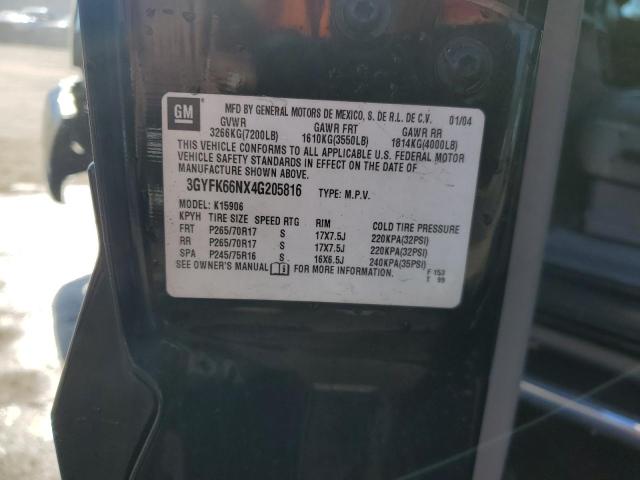 GM
MFD BY GENERAL MOTORS DE MEXICO, S. DE R.L. DE C.V. 01/04
GVWR GAWR FRT GAWR RR
3266KG(7200LB) 1610KG(3550LB) 1814KG(4000LB)
THIS VEHICLE CONFORMS TO ALL APPLICABLE U.S. FEDERAL MOTOR
VEHICLE SAFETY STANDARDS IN EFFECT ON THE DATE OF
MANUFACTURE SHOWN ABOVE.
3GYFK66NX4G205816 TYPE: M.P.V.
MODEL: K15906
KPYH TIRE SIZE SPEED RTG RIM COLD TIRE PRESSURE
FRT P265/70R17 S 17X7.5J 220KPA(32PSI)
RR P265/70R17 S 17X7.5J 220KPA(32PSI)
SPA P245/75R16 S 16X6.5J 240KPA(35PSI)
SEE OWNER'S MANUAL FOR MORE INFORMATION. F 153
T 99